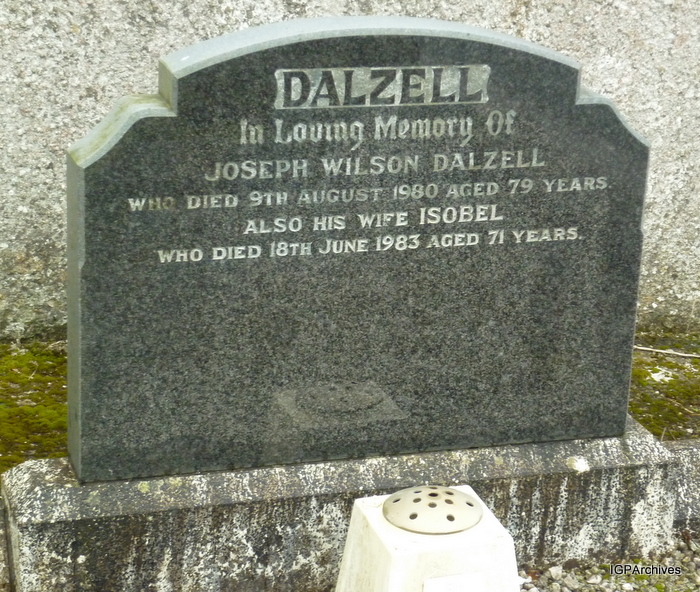 DALZELL
In Loving Memory Of
JOSEPH WILSON DALZELL
WHO DIED 9TH AUGUST 1980 AGED 79 YEARS.
ALSO HIS WIFE ISOBEL
WHO DIED 18TH JUNE 1983 AGED 71 YEARS.
IGPArchives